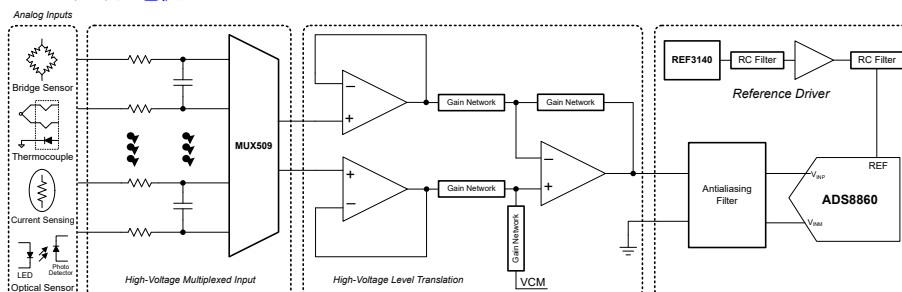 Analog Inputs
Bridge Sensor
Thermocouple
Current Sensing
LED
Photo
Detector
Optical Sensor
MUX509
High-Voltage Multiplexed Input
Gain Network
Gain Network
Gain Network
Gain Network
VCM
High-Voltage Level Translation
REF3140
RC Filter
RC Filter
Reference Driver
Antialiasing
Filter
REF
VINP
ADS8860
VINM